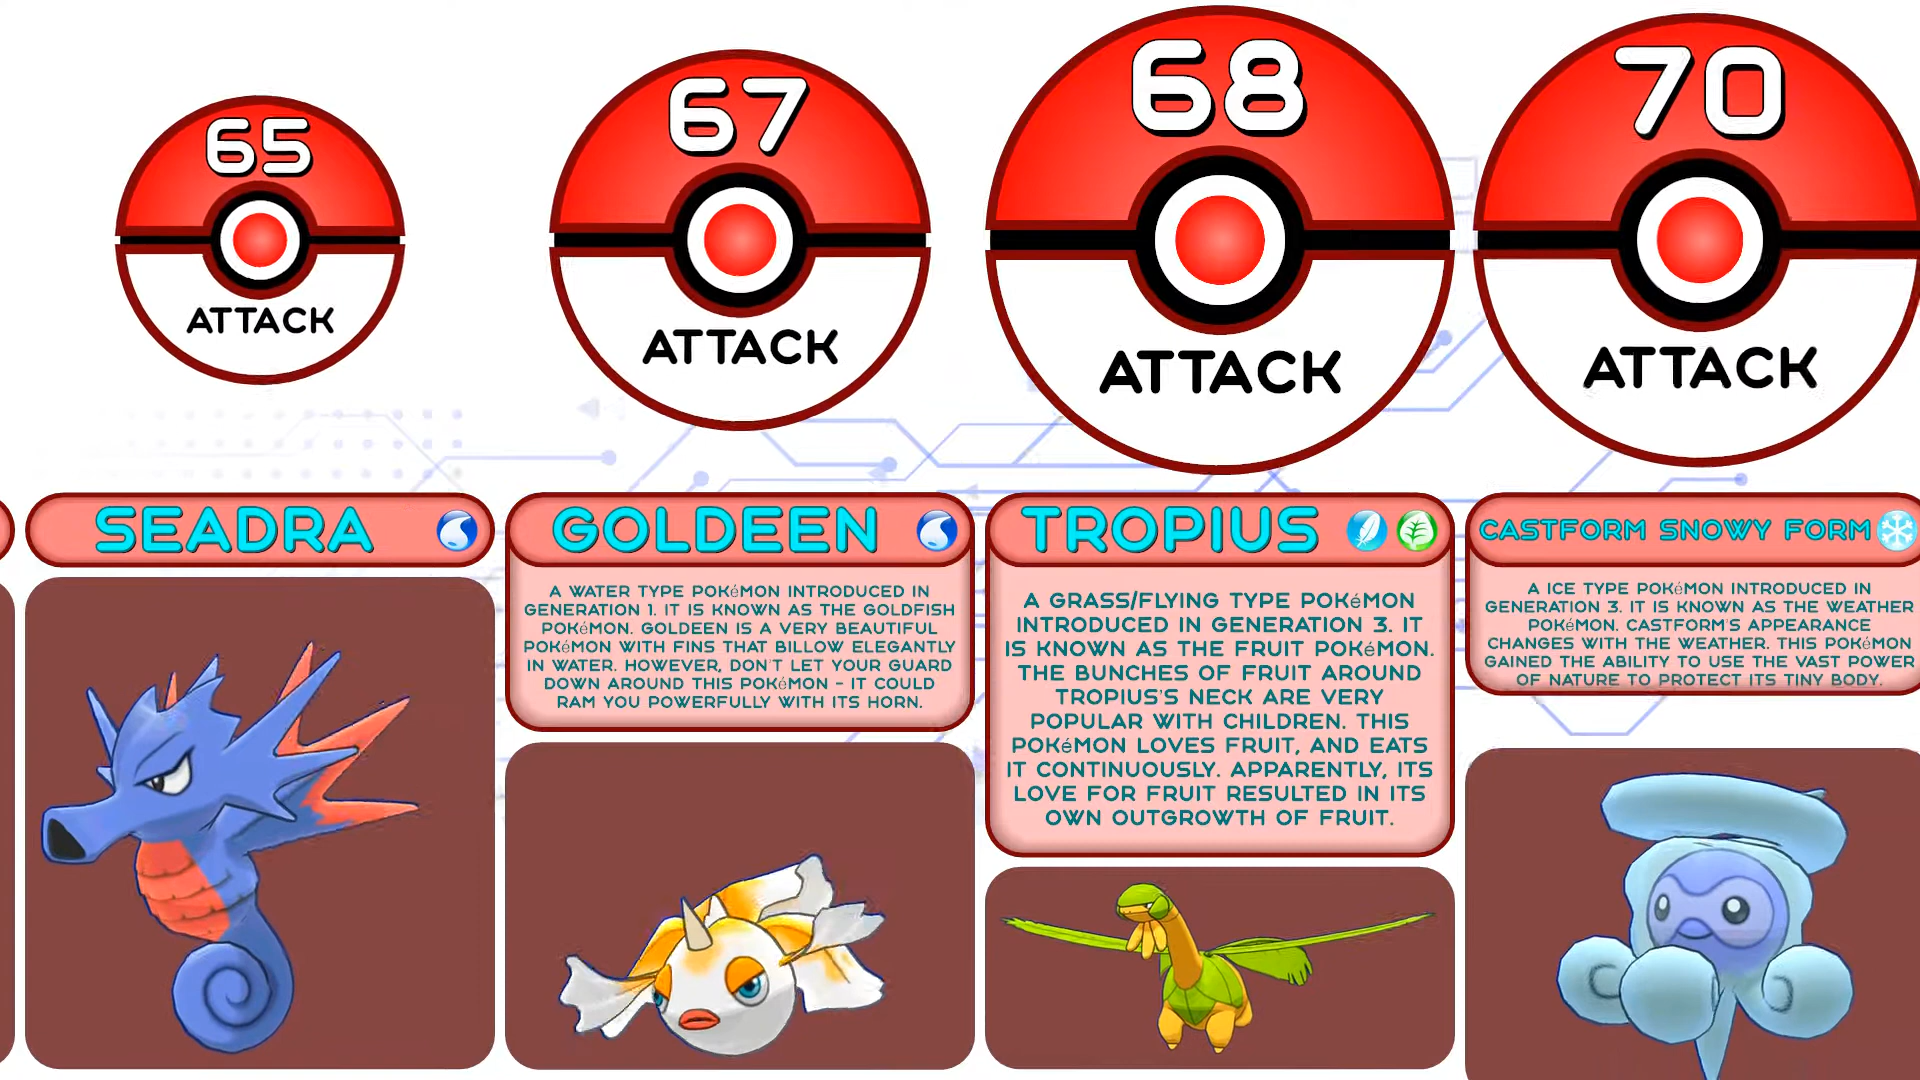 65
ATTACK
67
ATTACK
68
ATTACK
70
ATTACK
SEADRA
GOLDEEN
A WATER TYPE POKéMON INTRODUCED IN
GENERATION 1. IT IS KNOWN AS THE GOLDFISH
POKéMON. GOLDEEN IS A VERY BEAUTIFUL
POKéMON WITH FINS THAT BILLOW ELEGANTLY
IN WATER. HOWEVER, DON'T LET YOUR GUARD
DOWN AROUND THIS POKéMON - IT COULD
RAM YOU POWERFULLY WITH ITS HORN.
TROPIUS
A GRASS/FLYING TYPE POKéMON
INTRODUCED IN GENERATION 3. IT
IS KNOWN AS THE FRUIT POKéMON.
THE BUNCHES OF FRUIT AROUND
TROPIUS'S NECK ARE VERY
POPULAR WITH CHILDREN. THIS
POKéMON LOVES FRUIT, AND EATS
IT CONTINUOUSLY. APPARENTLY, ITS
LOVE FOR FRUIT RESULTED IN ITS
OWN OUTGROWTH OF FRUIT.
CASTFORM SNOWY FORM
A ICE TYPE POKéMON INTRODUCED IN
GENERATION 3. IT IS KNOWN AS THE WEATHER
POKéMON. CASTFORM'S APPEARANCE
CHANGES WITH THE WEATHER. THIS POKéMON
GAINED THE ABILITY TO USE THE VAST POWER
OF NATURE TO PROTECT ITS TINY BODY.